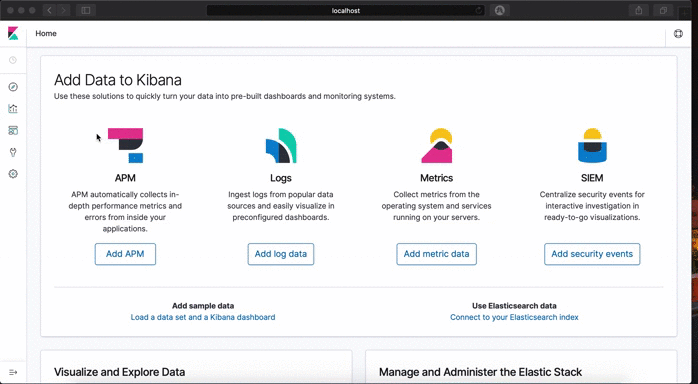 localhost
Home
Add Data to Kibana
Use these solutions to quickly turn your data into pre-built dashboards and monitoring systems.
APM
APM automatically collects in-
depth performance metrics and
errors from inside your
applications.
Add APM
Logs
Ingest logs from popular data
sources and easily visualize in
preconfigured dashboards.
Add log data
Metrics
Collect metrics from the
operating system and services
running on your servers.
Add metric data
SIEM
Centralize security events for
interactive investigation in
ready-to-go visualizations.
Add security events
Add sample data
Load a data set and a Kibana dashboard
Use Elasticsearch data
Connect to your Elasticsearch index
Visualize and Explore Data
Manage and Administer the Elastic Stack